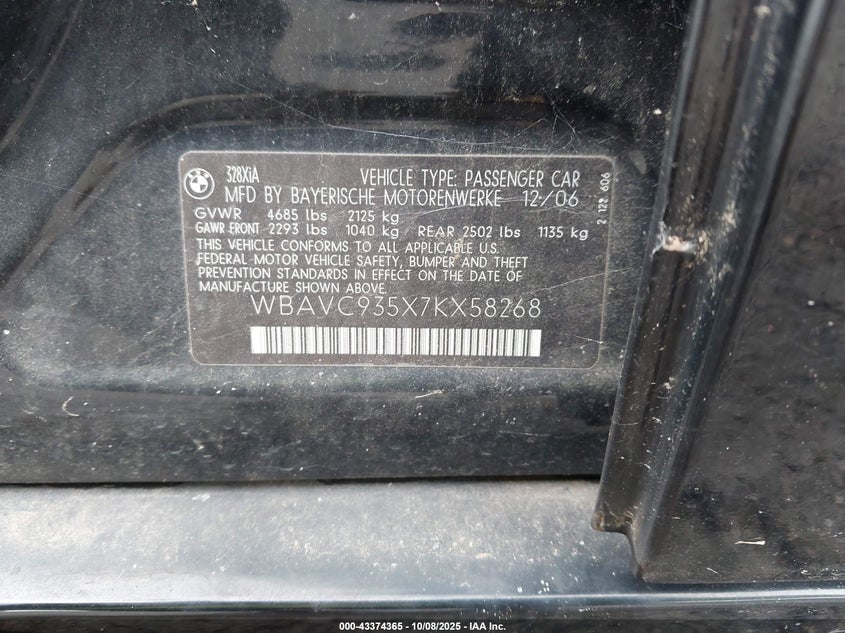 328XiA
VEHICLE TYPE: PASSENGER CAR
MFD BY BAYERISCHE MOTORENWERKE 12/06
GVWR 4685 lbs 2125 kg
GAWR FRONT 2293 lbs 1040 kg REAR 2502 lbs 1135 kg
THIS VEHICLE CONFORMS TO ALL APPLICABLE U.S.
FEDERAL MOTOR VEHICLE SAFETY, BUMPER AND THEFT
PREVENTION STANDARDS IN EFFECT ON THE DATE OF
MANUFACTURE SHOWN ABOVE.
WBAVC935X7KX58268
2 122 606
000-43374365 - 10/08/2025 - IAA Inc.